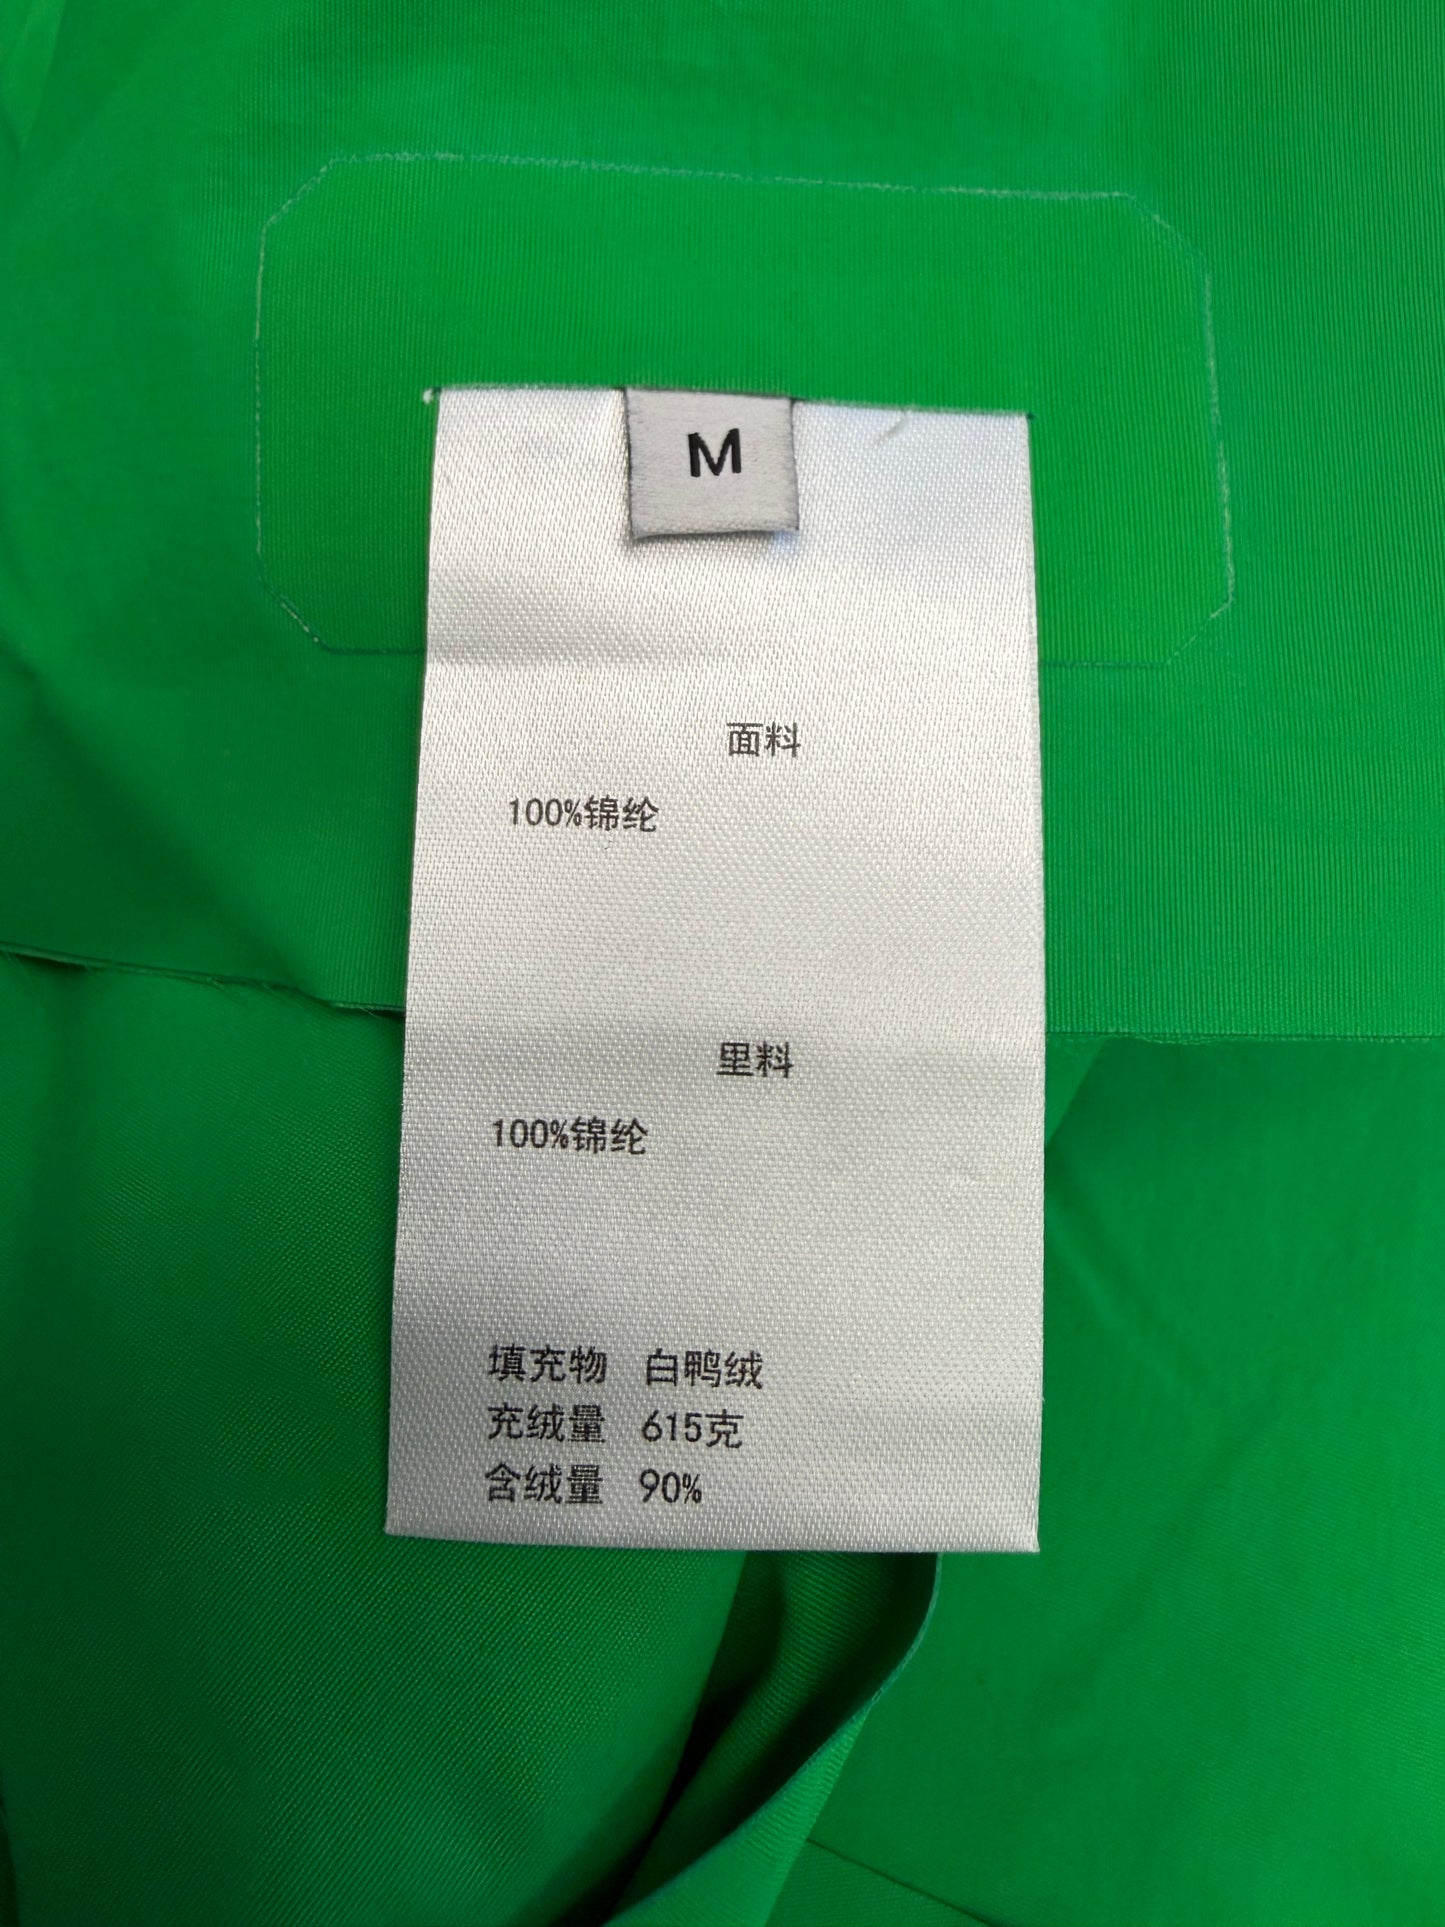 M
面料
100%锦纶
里料
100%锦纶
填充物 白鸭绒
充绒量 615克
含绒量 90%